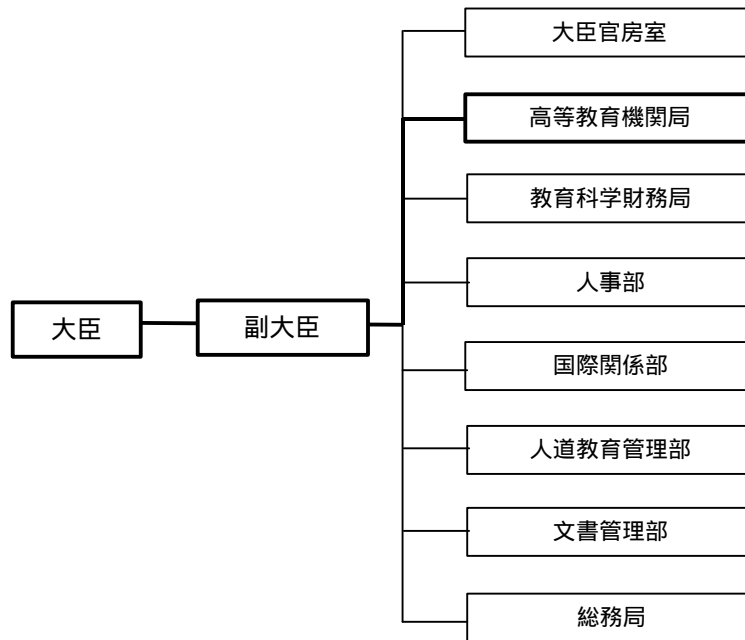 大臣官房室
高等教育機関局
教育科学財務局
人事部
大臣
副大臣
国際関係部
人道教育管理部
文書管理部
総務局